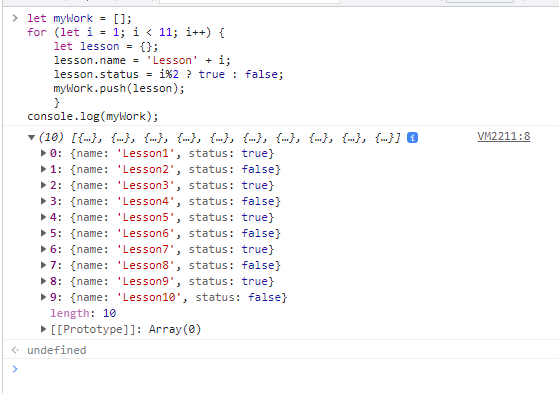 let myWork = [];
for (let i = 1; i < 11; i++) {
    let lesson = {};
    lesson.name = 'Lesson' + i;
    lesson.status = i%2 ? true : false;
    myWork.push(lesson);
    }
console.log(myWork);
(10) [{…}, {…}, {…}, {…}, {…}, {…}, {…}, {…}, {…}, {…}] i VM2211:8
0: {name: 'Lesson1', status: true}
1: {name: 'Lesson2', status: false}
2: {name: 'Lesson3', status: true}
3: {name: 'Lesson4', status: false}
4: {name: 'Lesson5', status: true}
5: {name: 'Lesson6', status: false}
6: {name: 'Lesson7', status: true}
7: {name: 'Lesson8', status: false}
8: {name: 'Lesson9', status: true}
9: {name: 'Lesson10', status: false}
length: 10
[[Prototype]]: Array(0)
undefined